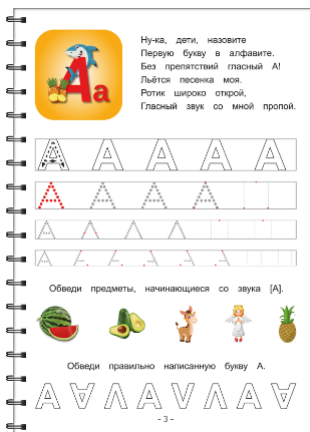 Аа
Ну-ка, дети, назовите
Первую букву в алфавите.
Без препятствий гласный А!
Льётся песенка моя.
Ротик широко открой,
Гласный звук со мной пропой.
А А А А А
А А А А
А А А А
А А А А А А
Обведи предметы, начинающиеся со звука [А].
Обведи правильно написанную букву А.
- 3 -